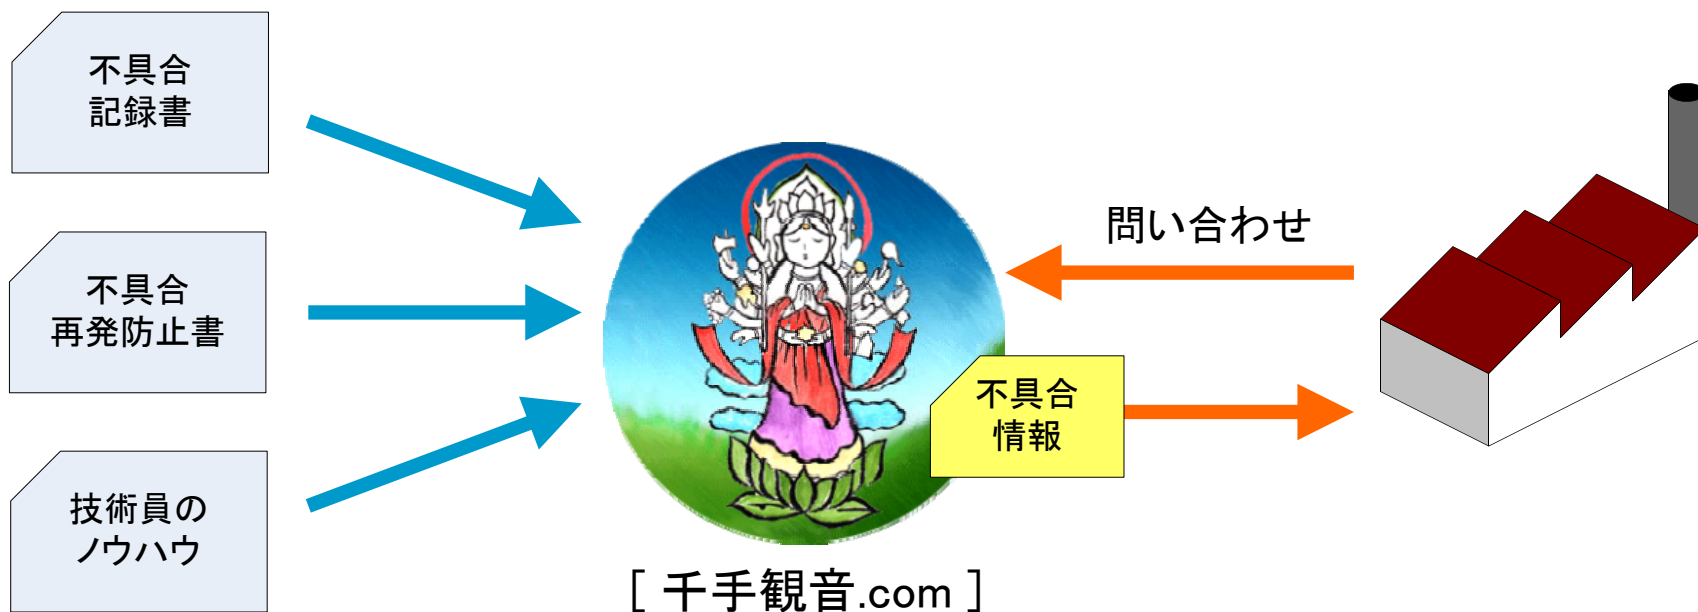 不具合
記録書
不具合
再発防止書
技術員の
ノウハウ
問い合わせ
不具合
情報
[ 千手観音.com ]